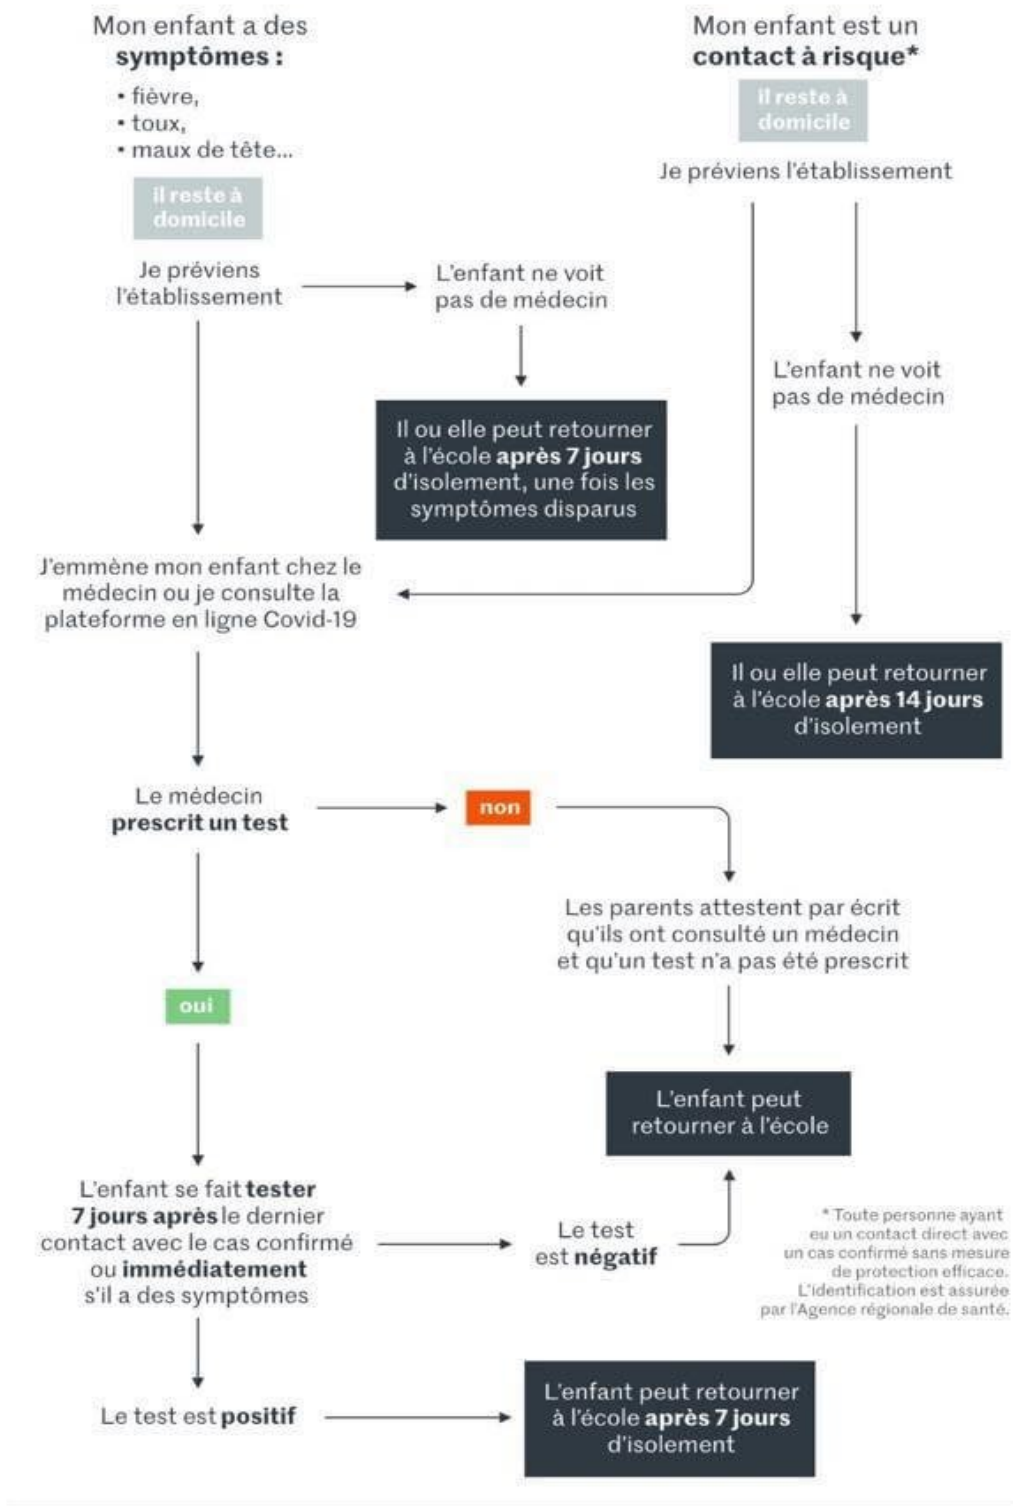 Mon enfant a des
symptômes :
• fièvre,
• toux,
• maux de tête...
il reste à
domicile
Je préviens
l'établissement
L'enfant ne voit
pas de médecin
Il ou elle peut retourner
à l'école après 7 jours
d'isolement, une fois les
symptômes disparus
Mon enfant est un
contact à risque*
il reste à
domicile
Je préviens l'établissement
L'enfant ne voit
pas de médecin
Il ou elle peut retourner
à l'école après 14 jours
d'isolement
J'emmène mon enfant chez le
médecin ou je consulte la
plateforme en ligne Covid-19
Le médecin
prescrit un test
non
Les parents attestent par écrit
qu'ils ont consulté un médecin
et qu'un test n'a pas été prescrit
L'enfant peut
retourner à l'école
oui
L'enfant se fait tester
7 jours après le dernier
contact avec le cas confirmé
ou immédiatement
s'il a des symptômes
Le test
est négatif
* Toute personne ayant
eu un contact direct avec
un cas confirmé sans mesure
de protection efficace.
L'identification est assurée
par l'Agence régionale de santé.
Le test est positif
L'enfant peut retourner
à l'école après 7 jours
d'isolement